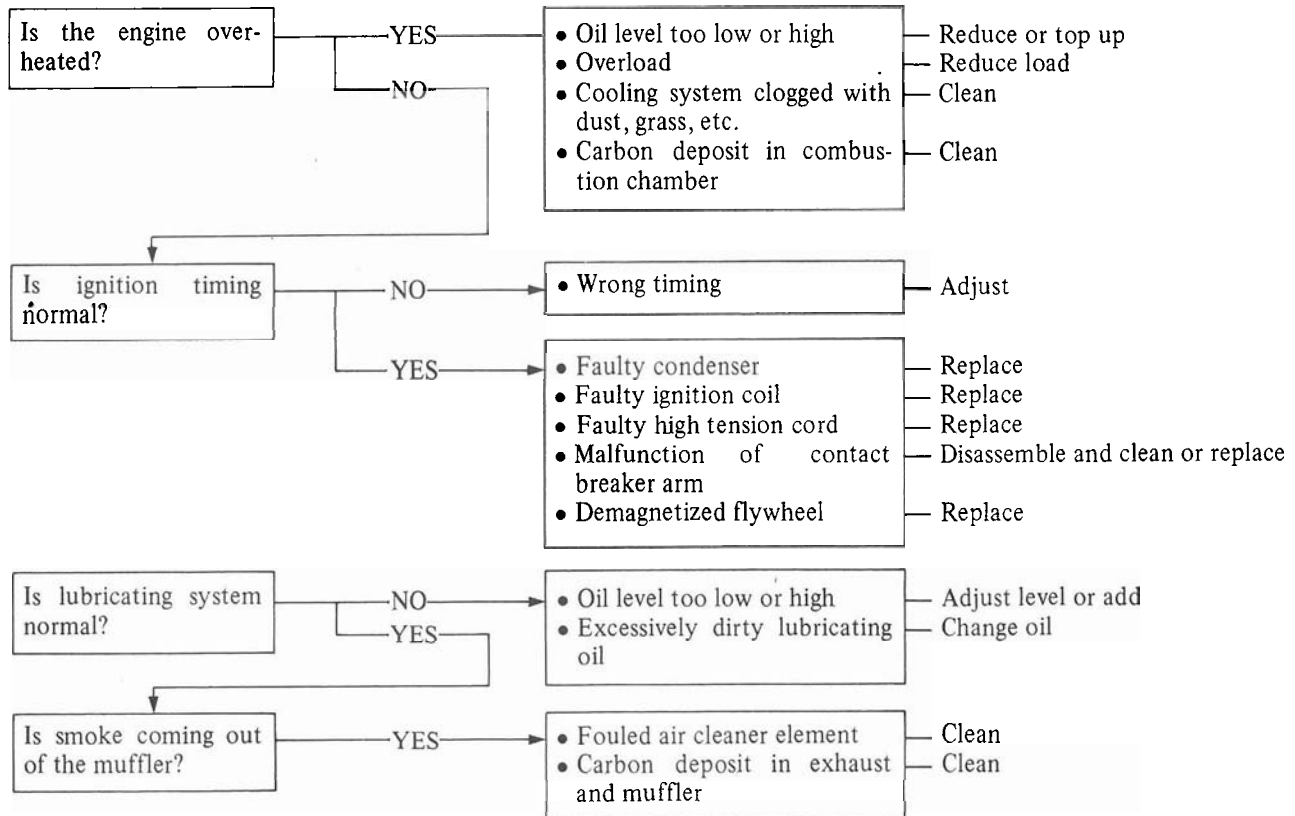 Is the engine over-
heated?
YES
NO
• Oil level too low or high
• Overload
• Cooling system clogged with
dust, grass, etc.
• Carbon deposit in combus-
tion chamber
Reduce or top up
Reduce load
Clean
Clean
Is ignition timing
normal?
NO
• Wrong timing
Adjust
YES
• Faulty condenser
• Faulty ignition coil
• Faulty high tension cord
• Malfunction of contact
breaker arm
• Demagnetized flywheel
Replace
Replace
Replace
Disassemble and clean or replace
Replace
Is lubricating system
normal?
NO
YES
• Oil level too low or high
• Excessively dirty lubricating
oil
Adjust level or add
Change oil
Is smoke coming out
of the muffler?
YES
• Fouled air cleaner element
• Carbon deposit in exhaust
and muffler
Clean
Clean